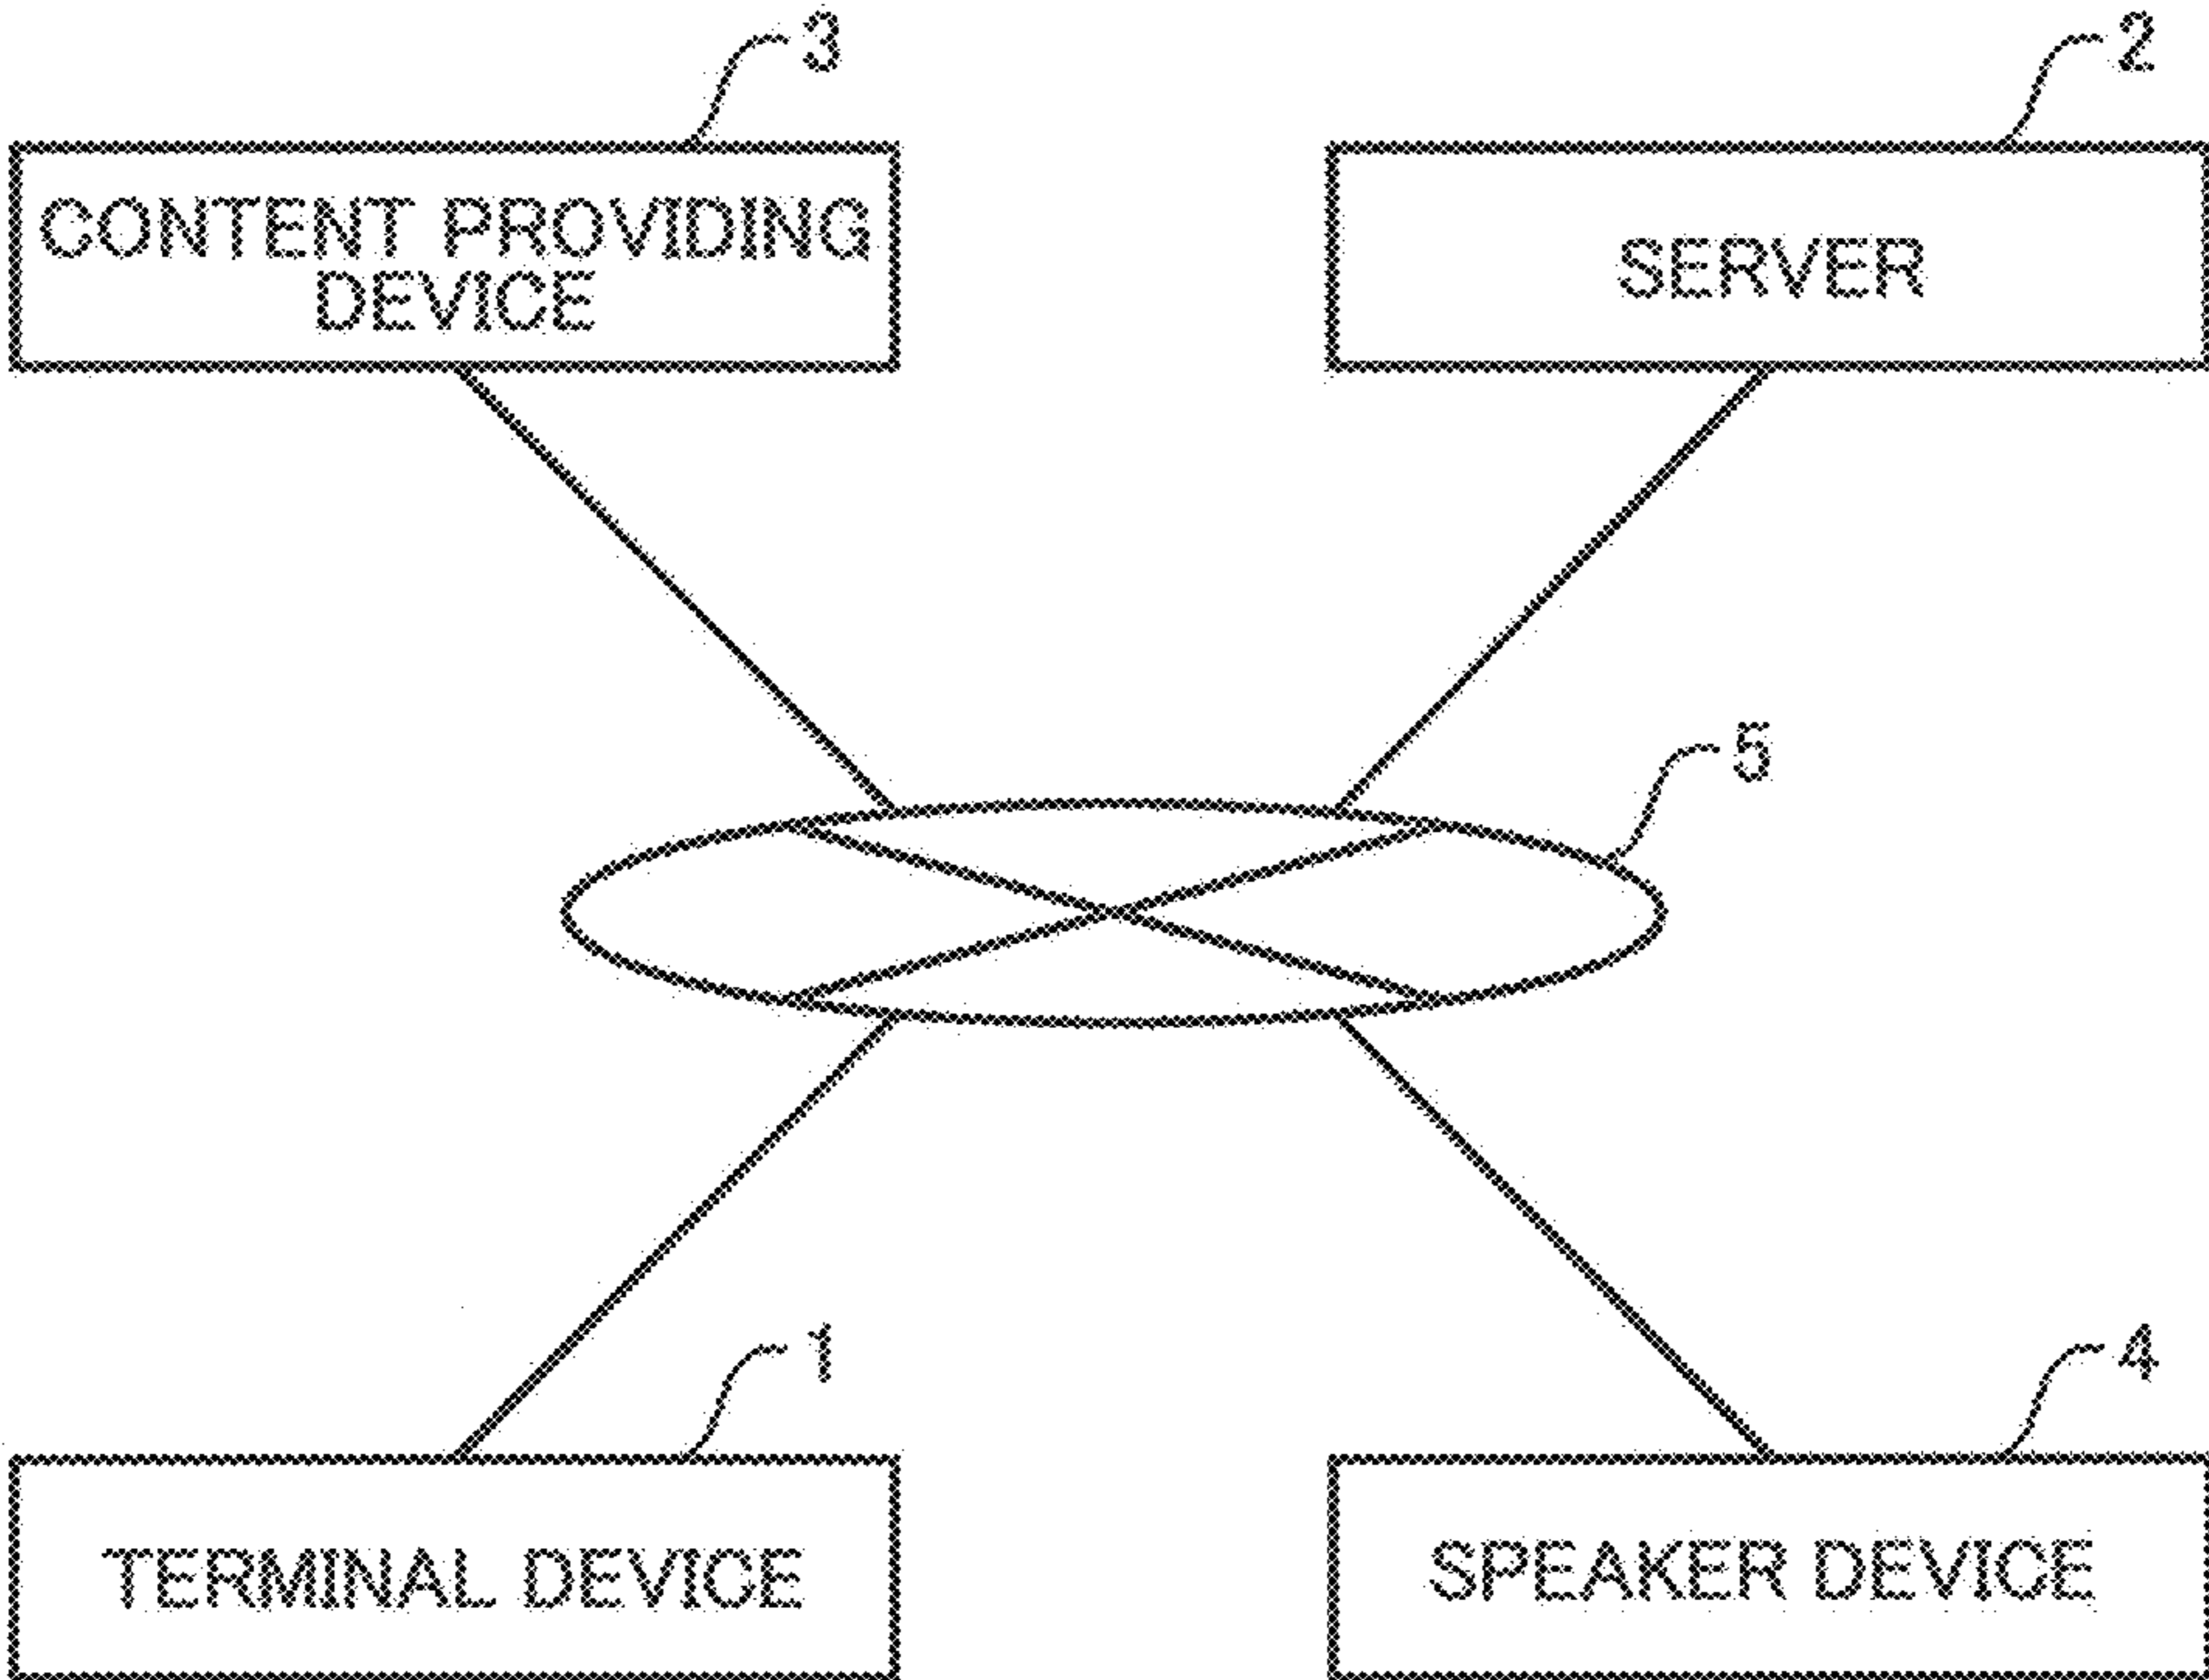 3
2
CONTENT PROVIDING
DEVICE
SERVER
5
1
4
TERMINAL DEVICE
SPEAKER DEVICE